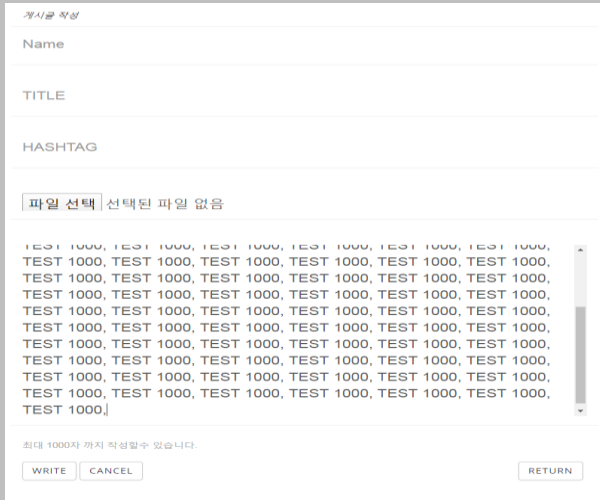 게시글 작성
Name
TITLE
HASHTAG
파일 선택 선택된 파일 없음
TEST 1000, TEST 1000, TEST 1000, TEST 1000, TEST 1000, TEST 1000,
TEST 1000, TEST 1000, TEST 1000, TEST 1000, TEST 1000, TEST 1000,
TEST 1000, TEST 1000, TEST 1000, TEST 1000, TEST 1000, TEST 1000,
TEST 1000, TEST 1000, TEST 1000, TEST 1000, TEST 1000, TEST 1000,
TEST 1000, TEST 1000, TEST 1000, TEST 1000, TEST 1000, TEST 1000,
TEST 1000, TEST 1000, TEST 1000, TEST 1000, TEST 1000, TEST 1000,
TEST 1000, TEST 1000, TEST 1000, TEST 1000, TEST 1000, TEST 1000,
TEST 1000, TEST 1000, TEST 1000, TEST 1000, TEST 1000, TEST 1000,
TEST 1000, TEST 1000, TEST 1000, TEST 1000, TEST 1000, TEST 1000,
TEST 1000, TEST 1000, TEST 1000, TEST 1000, TEST 1000, TEST 1000,
TEST 1000,
최대 1000자 까지 작성할수 있습니다.
WRITE CANCEL RETURN